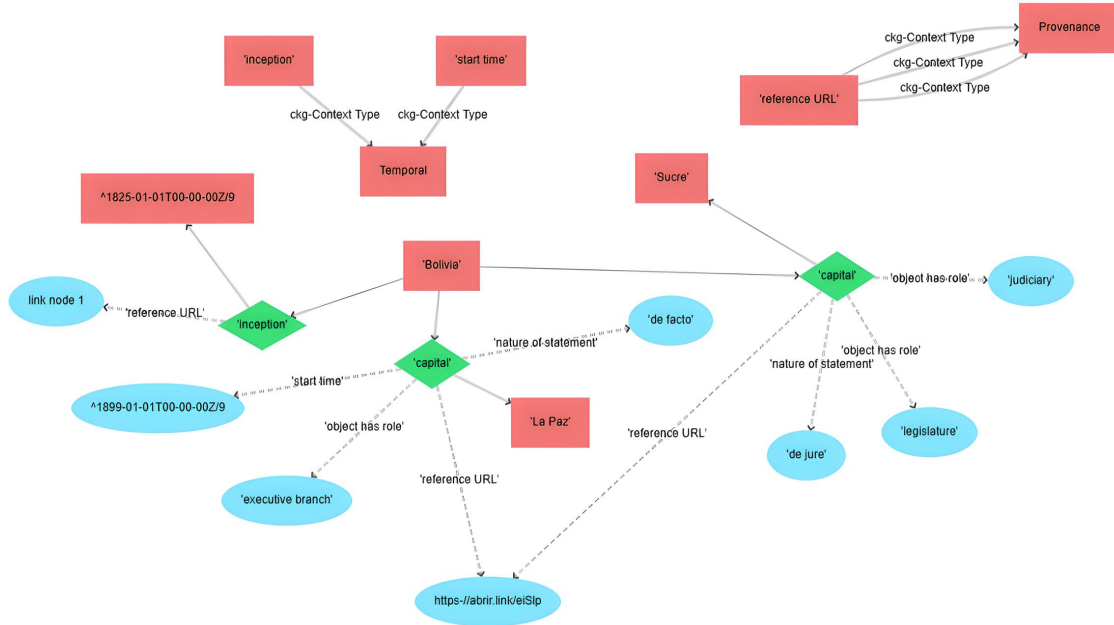 Provenance
ckg-Context Type
'inception'
'start time'
ckg-Context Type
ckg-Context Type
'reference URL'
ckg-Context Type
ckg-Context Type
Temporal
'Sucre'
^1825-01-01T00-00-00Z/9
'Bolivia'
'capital'
'object has role'
'judiciary'
link node 1
'reference URL'
'inception'
'de facto'
'nature of statement'
'object has role'
'capital'
'nature of statement'
'start time'
^1899-01-01T00-00-00Z/9
'La Paz'
'object has role'
'reference URL'
'legislature'
'de jure'
'reference URL'
'executive branch'
https-//abrir.link/eiSlp